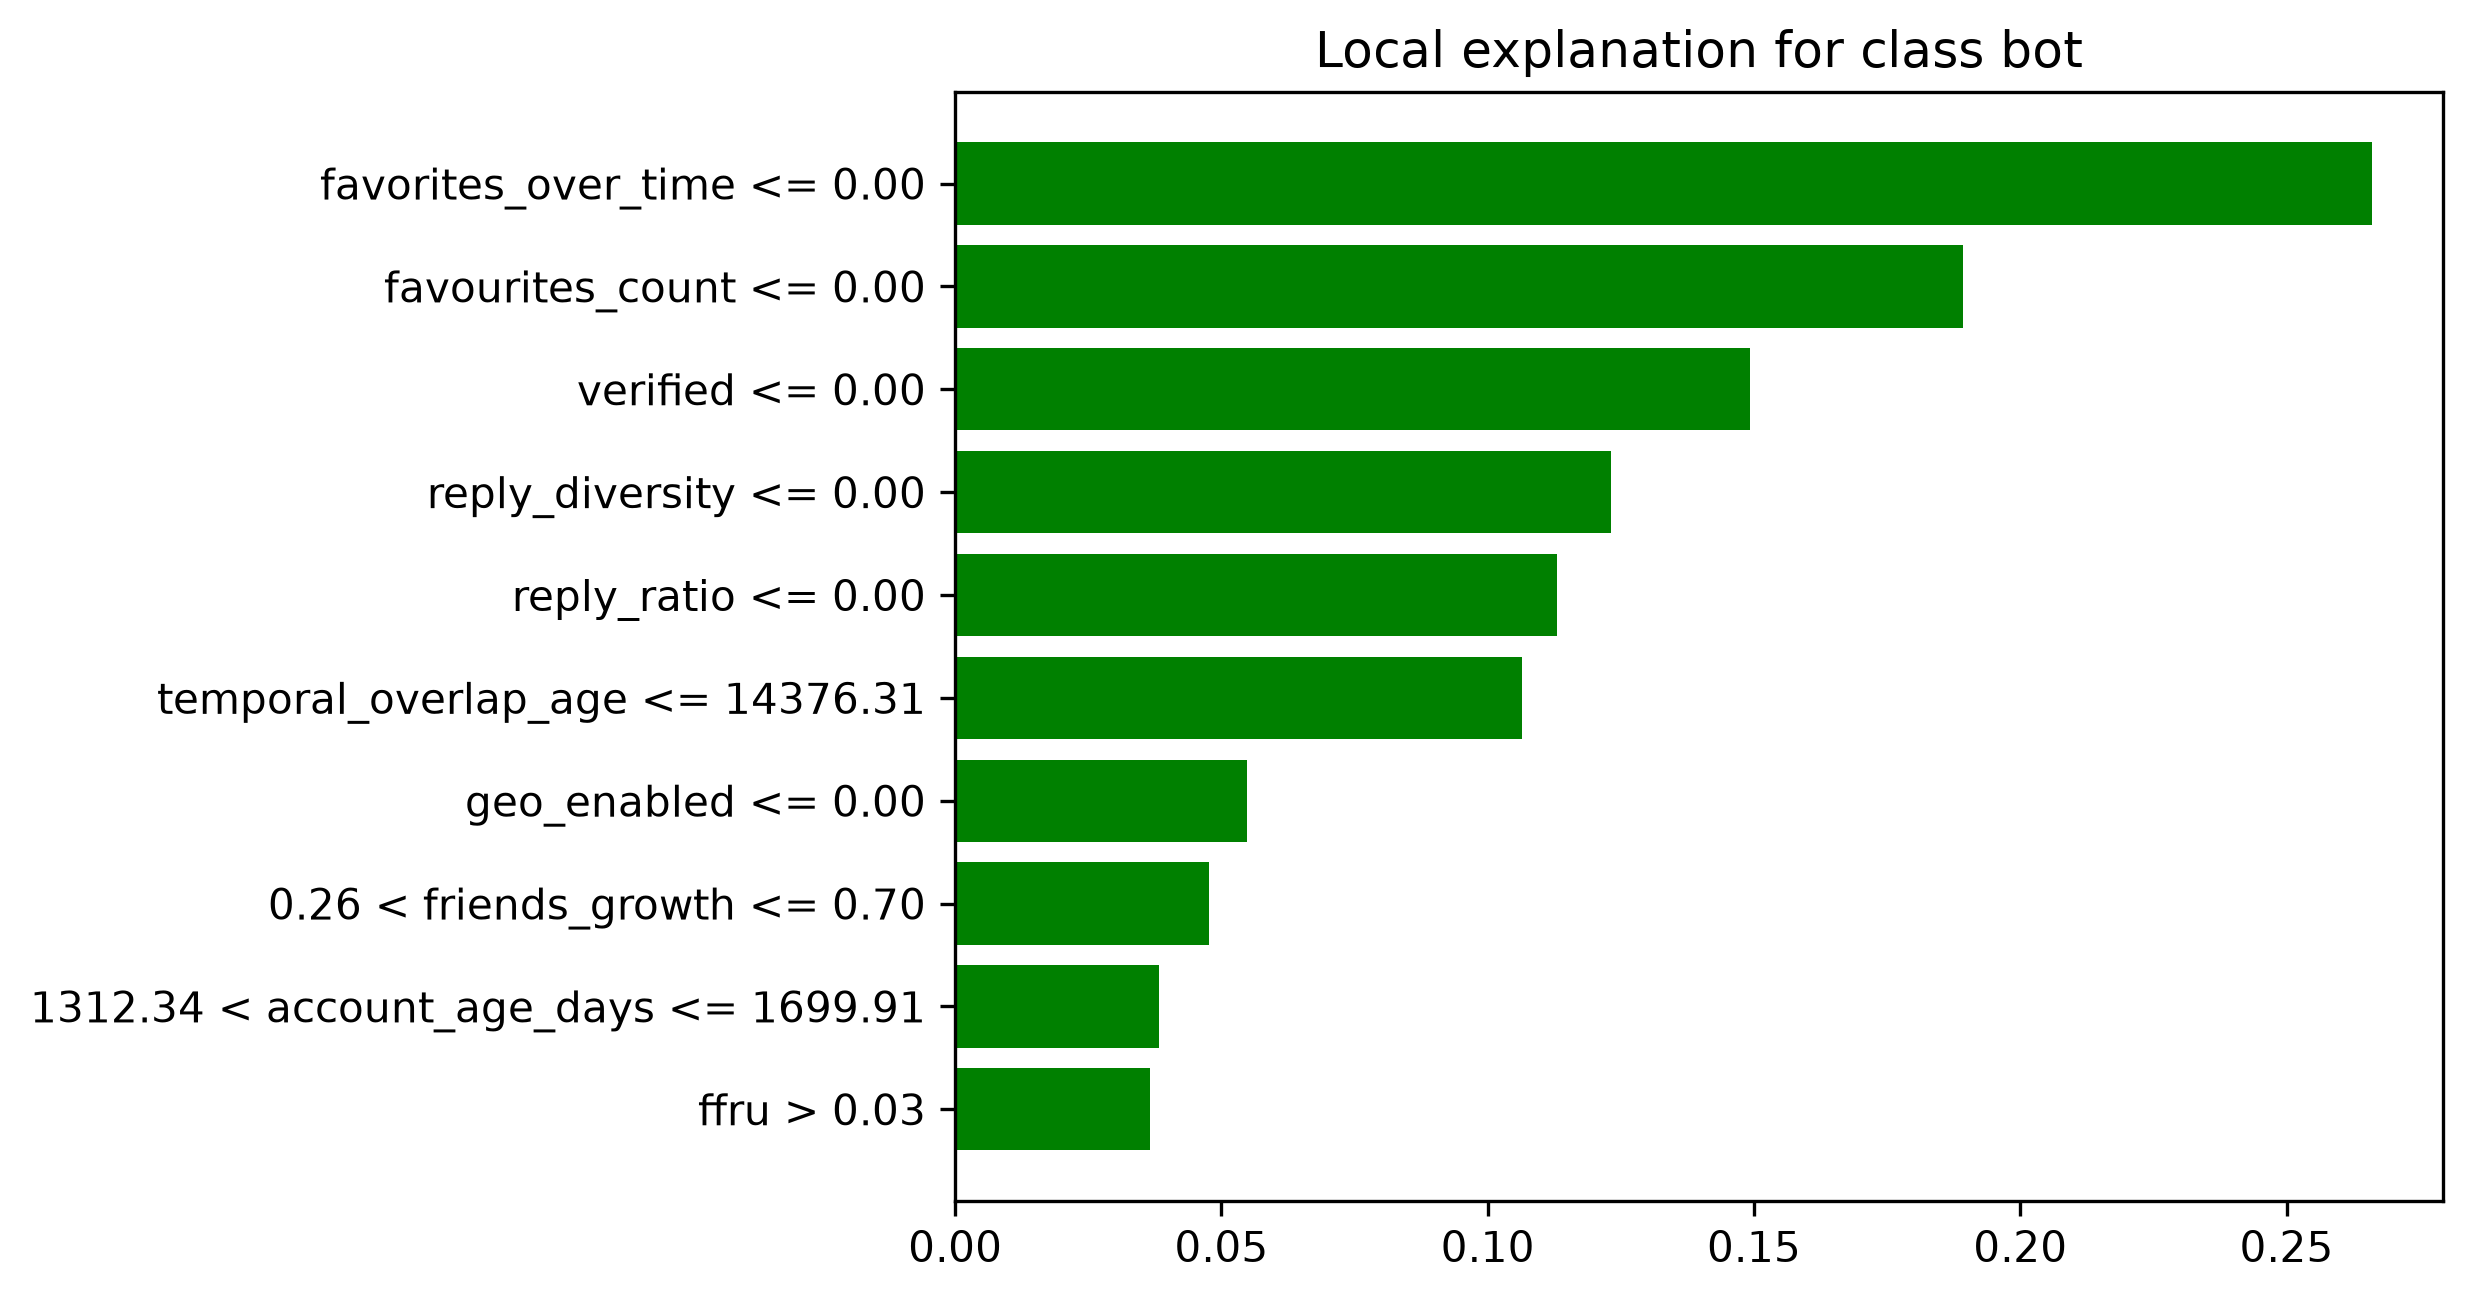 Local explanation for class bot
favorites_over_time <= 0.00
favourites_count <= 0.00
verified <= 0.00
reply_diversity <= 0.00
reply_ratio <= 0.00
temporal_overlap_age <= 14376.31
geo_enabled <= 0.00
0.26 < friends_growth <= 0.70
1312.34 < account_age_days <= 1699.91
ffru > 0.03
0.00 0.05 0.10 0.15 0.20 0.25